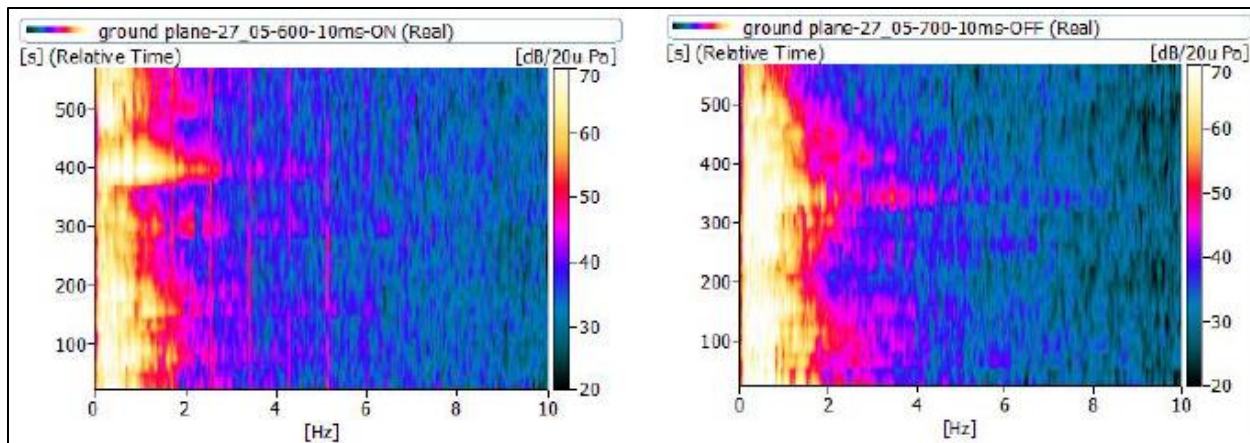 ground plane-27_05-600-10ms-ON (Real)
[s] (Relative Time) [dB/20u Pa]
70
500
60
400
50
300
40
200
30
100
20
0 2 4 6 8 10
[Hz]
ground plane-27_05-700-10ms-OFF (Real)
[s] (Relative Time) [dB/20u Pa]
70
500
60
400
50
300
40
200
30
100
20
0 2 4 6 8 10
[Hz]